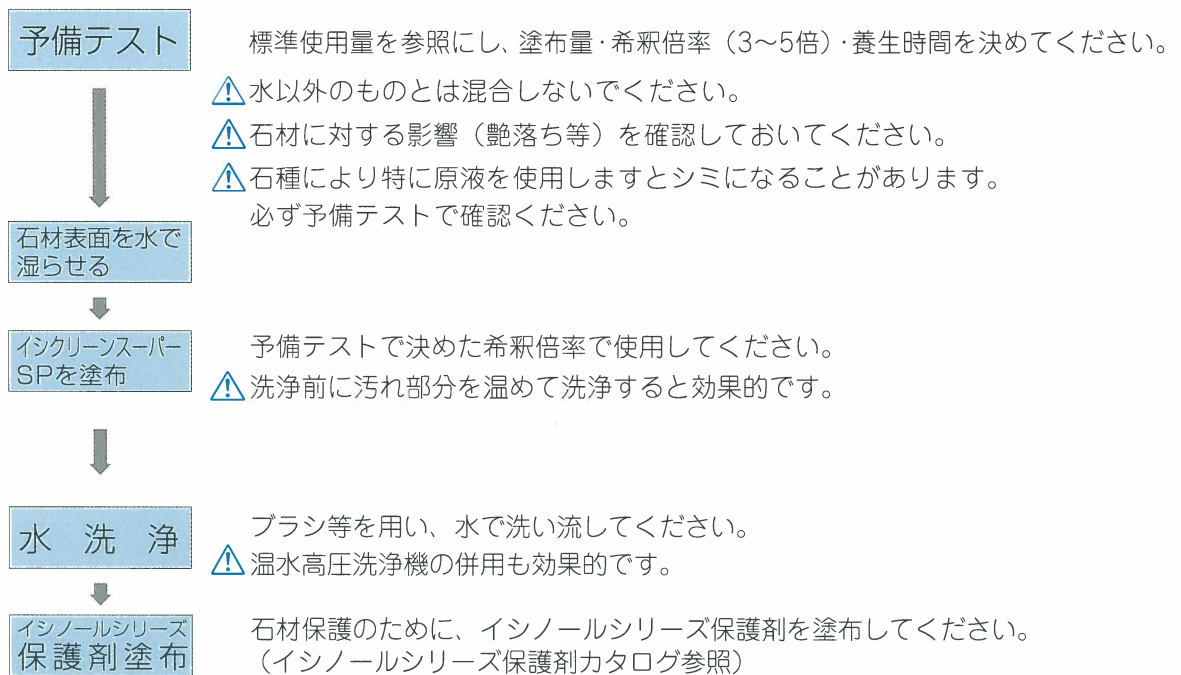 予備テスト
標準使用量を参照にし、塗布量・希釈倍率（3〜5倍）・養生時間を決めてください。
水以外のものとは混合しないでください。
石材に対する影響（艶落ち等）を確認しておいてください。
石種により特に原液を使用しますとシミになることがあります。
必ず予備テストで確認ください。
石材表面を水で
湿らせる
イシクリーンスーパー
SPを塗布
予備テストで決めた希釈倍率で使用してください。
洗浄前に汚れ部分を温めて洗浄すると効果的です。
水 洗 浄
ブラシ等を用い、水で洗い流してください。
温水高圧洗浄機の併用も効果的です。
イシノールシリーズ
保護剤塗布
石材保護のために、イシノールシリーズ保護剤を塗布してください。
（イシノールシリーズ保護剤カタログ参照）